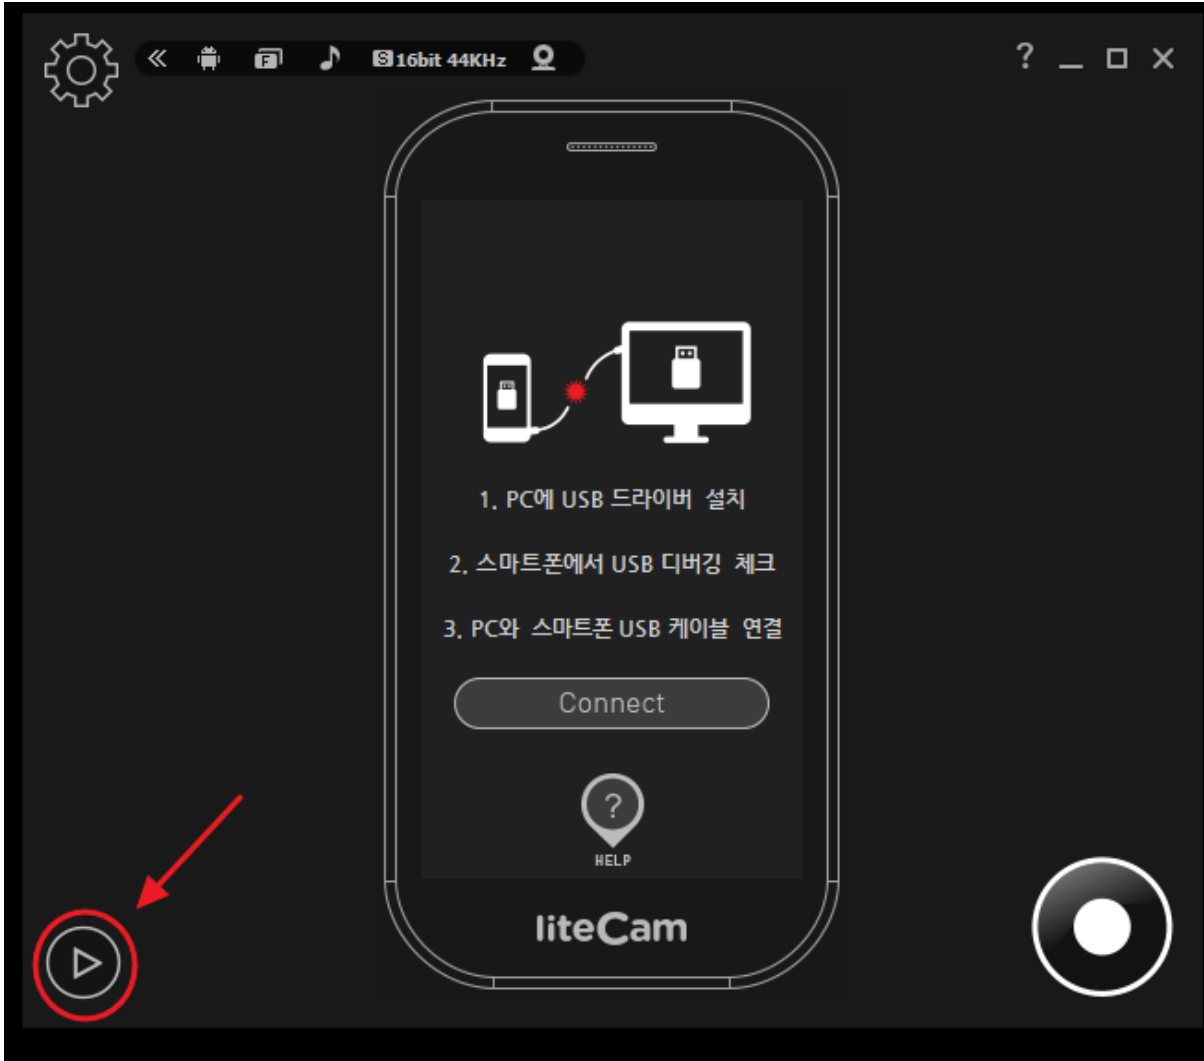 S 16bit 44KHz
?
1. PC에 USB 드라이버 설치
2. 스마트폰에서 USB 디버깅 체크
3. PC와 스마트폰 USB 케이블 연결
Connect
?
HELP
liteCam